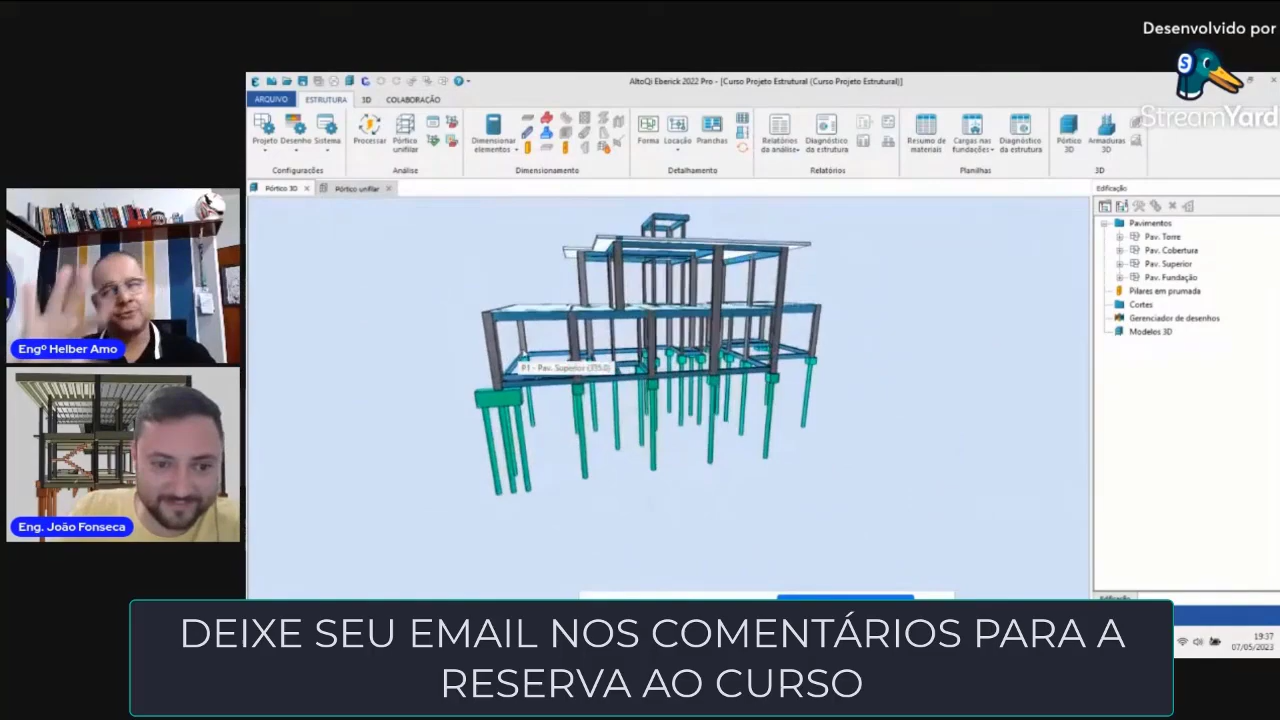 Desenvolvido por
S
StreamYard
AltoQi Eberick 2022 Pro - [Curso Projeto Estrutural (Curso Projeto Estrutural)]
ARQUIVO ESTRUTURA 3D COLABORAÇÃO
Projeto Desenho Sistema Processar Pórtico unifilar Dimensionar elementos Forma Locação Pranchas Relatórios da análise Diagnóstico da estrutura Resumo de materiais Cargas nas fundações Diagnóstico da estrutura Pórtico 3D Armaduras 3D
Configurações Análise Dimensionamento Detalhamento Relatórios Planilhas 3D
Pórtico 3D Pórtico unifilar
Edificação
Pavimentos
Pav. Torre
Pav. Cobertura
Pav. Superior
Pav. Fundação
Pilares em prumada
Cortes
Gerenciador de desenhos
Modelos 3D
P1 - Pav. Superior (335.0)
Engº Helber Amo
Eng. João Fonseca
Edificação
19:37
07/05/2023
DEIXE SEU EMAIL NOS COMENTÁRIOS PARA A
RESERVA AO CURSO